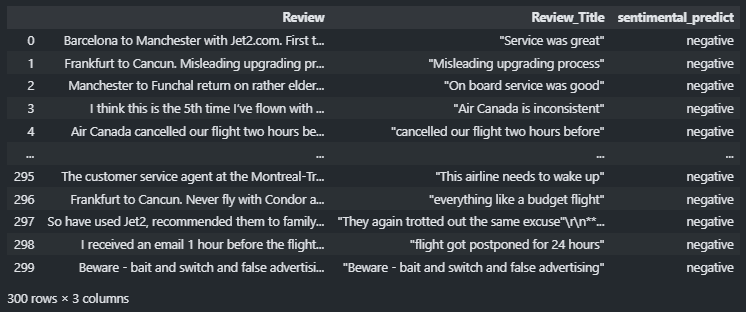 Review Review_Title sentimental_predict
0 Barcelona to Manchester with Jet2.com. First t... "Service was great" negative
1 Frankfurt to Cancun. Misleading upgrading pr... "Misleading upgrading process" negative
2 Manchester to Funchal return on rather elder... "On board service was good" negative
3 I think this is the 5th time I've flown with ... "Air Canada is inconsistent" negative
4 Air Canada cancelled our flight two hours be... "cancelled our flight two hours before" negative
... ... ... ...
295 The customer service agent at the Montreal-Tr... "This airline needs to wake up" negative
296 Frankfurt to Cancun. Never fly with Condor a... "everything like a budget flight" negative
297 So have used Jet2, recommended them to family... "They again trotted out the same excuse"\r\n**... negative
298 I received an email 1 hour before the flight... "flight got postponed for 24 hours" negative
299 Beware - bait and switch and false advertisi... "Beware - bait and switch and false advertising" negative
300 rows × 3 columns